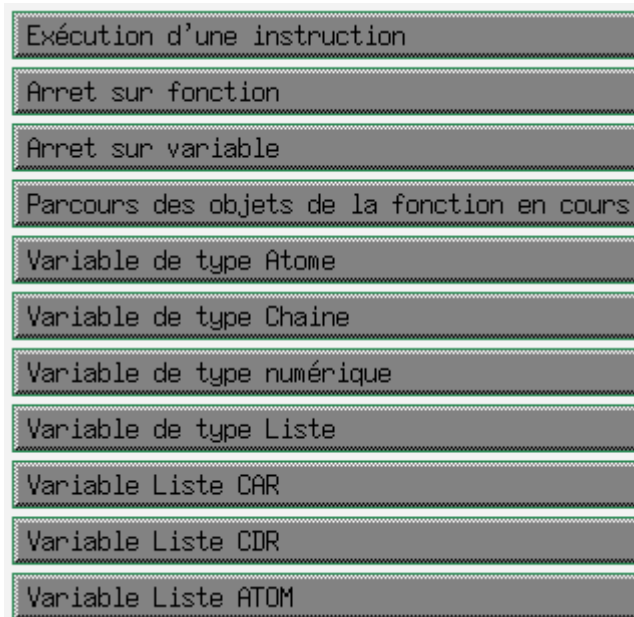 Exécution d'une instruction
Arret sur fonction
Arret sur variable
Parcours des objets de la fonction en cours
Variable de type Atome
Variable de type Chaine
Variable de type numérique
Variable de type Liste
Variable Liste CAR
Variable Liste CDR
Variable Liste ATOM